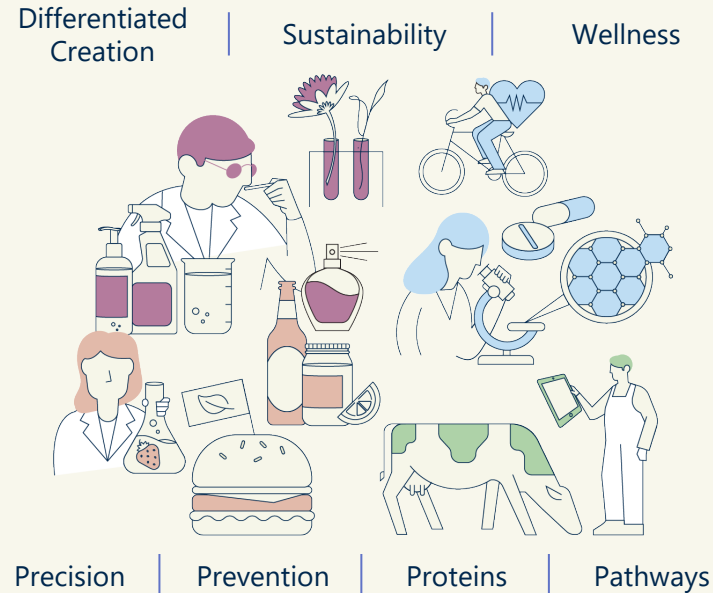 Differentiated
Creation
Sustainability
Wellness
Precision
Prevention
Proteins
Pathways